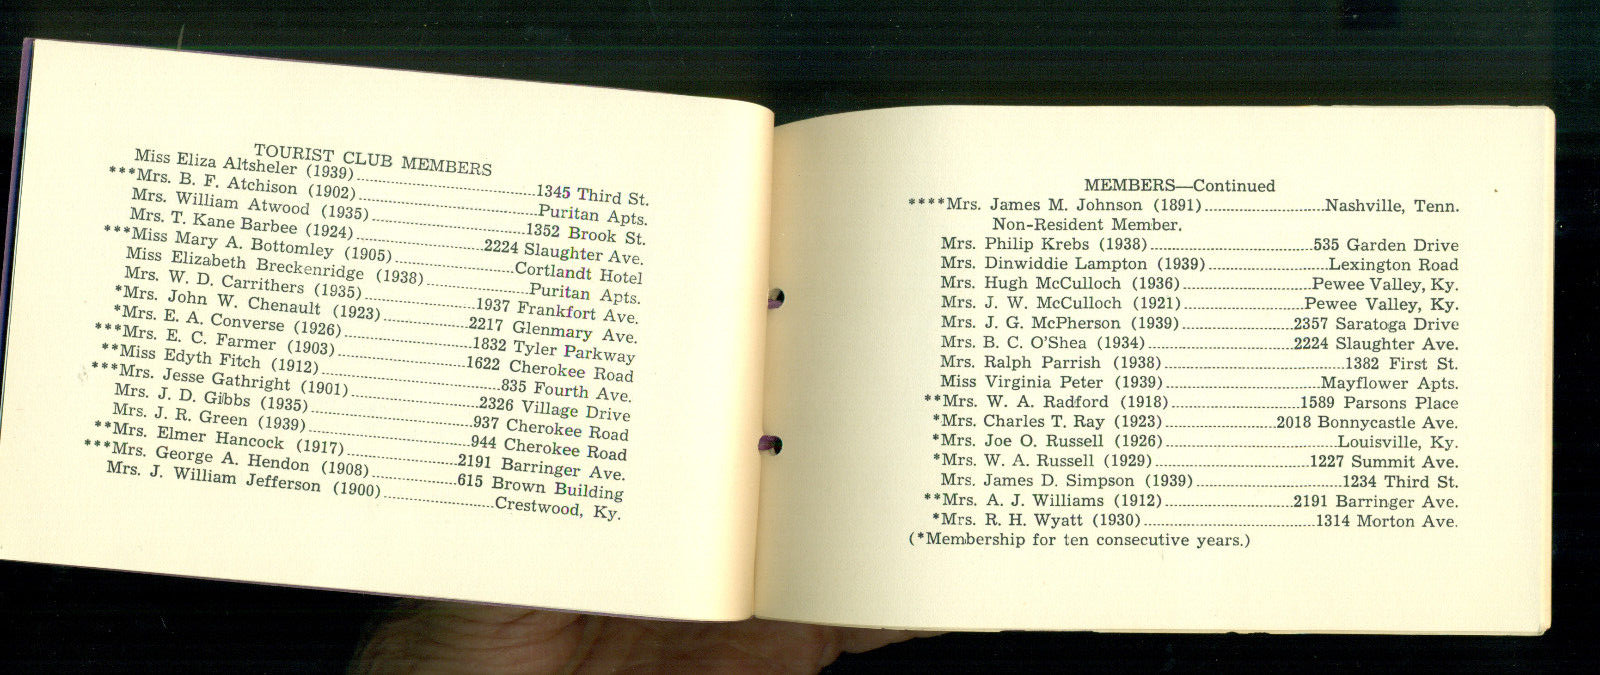 TOURIST CLUB MEMBERS
Miss Eliza Altsheler (1939)..........1345 Third St.
***Mrs. B. F. Atchison (1902)..........Puritan Apts.
Mrs. William Atwood (1935)..........1352 Brook St.
Mrs. T. Kane Barbee (1924)..........2224 Slaughter Ave.
***Miss Mary A. Bottomley (1905)..........Cortlandt Hotel
Miss Elizabeth Breckenridge (1938)..........Puritan Apts.
Mrs. W. D. Carrithers (1935)..........1937 Frankfort Ave.
*Mrs. John W. Chenault (1923)..........2217 Glenmary Ave.
*Mrs. E. A. Converse (1926)..........1832 Tyler Parkway
***Mrs. E. C. Farmer (1903)..........1622 Cherokee Road
**Miss Edyth Fitch (1912)..........835 Fourth Ave.
***Mrs. Jesse Gathright (1901)..........2326 Village Drive
Mrs. J. D. Gibbs (1935)..........937 Cherokee Road
Mrs. J. R. Green (1939)..........944 Cherokee Road
**Mrs. Elmer Hancock (1917)..........2191 Barringer Ave.
***Mrs. George A. Hendon (1908)..........615 Brown Building
Mrs. J. William Jefferson (1900)..........Crestwood, Ky.
MEMBERS—Continued
****Mrs. James M. Johnson (1891)..........Nashville, Tenn.
Non-Resident Member.
Mrs. Philip Krebs (1938)..........535 Garden Drive
Mrs. Dinwiddie Lampton (1939)..........Lexington Road
Mrs. Hugh McCulloch (1936)..........Pewee Valley, Ky.
Mrs. J. W. McCulloch (1921)..........Pewee Valley, Ky.
Mrs. J. G. McPherson (1939)..........2357 Saratoga Drive
Mrs. B. C. O'Shea (1934)..........2224 Slaughter Ave.
Mrs. Ralph Parrish (1938)..........1382 First St.
Miss Virginia Peter (1939)..........Mayflower Apts.
**Mrs. W. A. Radford (1918)..........1589 Parsons Place
*Mrs. Charles T. Ray (1923)..........2018 Bonnycastle Ave.
*Mrs. Joe O. Russell (1926)..........Louisville, Ky.
*Mrs. W. A. Russell (1929)..........1227 Summit Ave.
Mrs. James D. Simpson (1939)..........1234 Third St.
**Mrs. A. J. Williams (1912)..........2191 Barringer Ave.
*Mrs. R. H. Wyatt (1930)..........1314 Morton Ave.
(*Membership for ten consecutive years.)